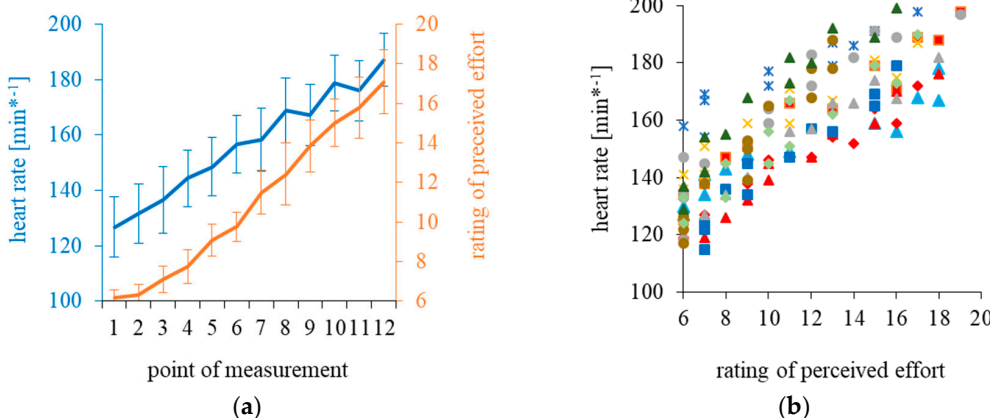 200
180
160
140
120
100
heart rate [min*⁻¹]
20
18
16
14
12
10
8
6
rating of preceived effort
1 2 3 4 5 6 7 8 9 10 11 12
point of measurement
(a)
200
180
160
140
120
100
heart rate [min*⁻¹]
6 8 10 12 14 16 18 20
rating of perceived effort
(b)